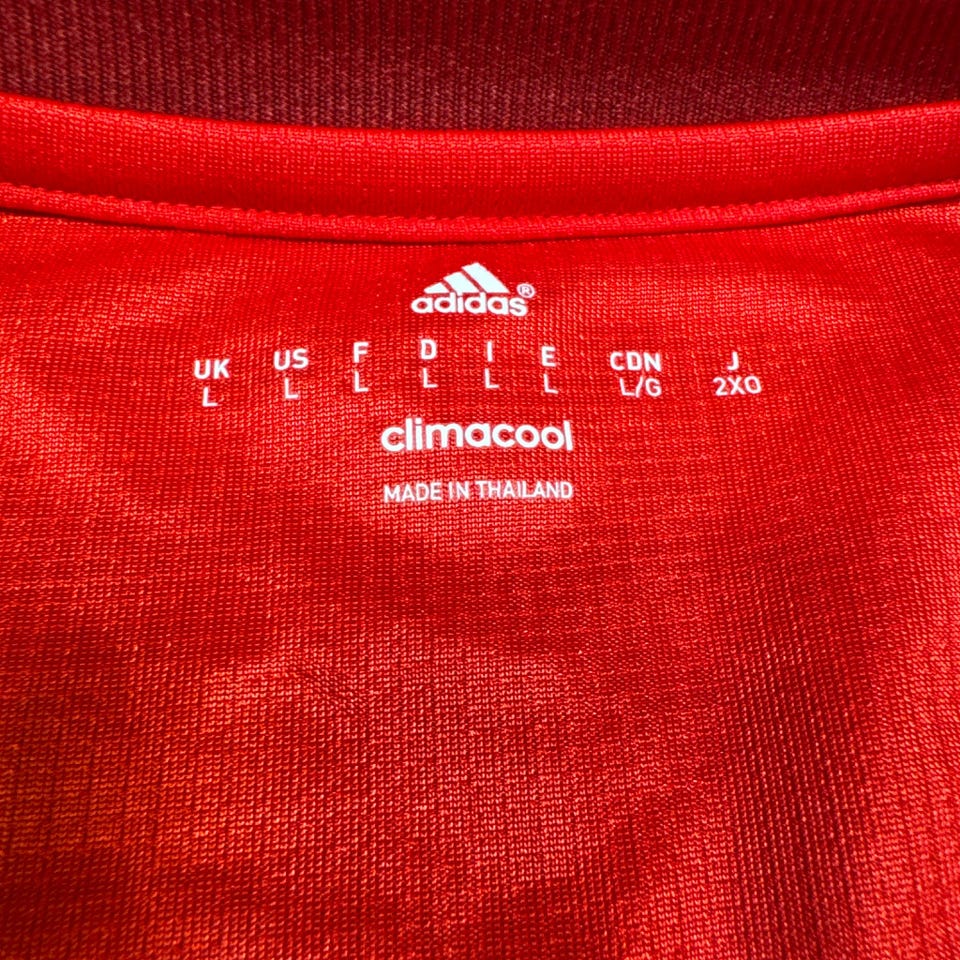 adidas®
UK US F D I E CDN J
L L L L L L L/G 2XO
climacool
MADE IN THAILAND